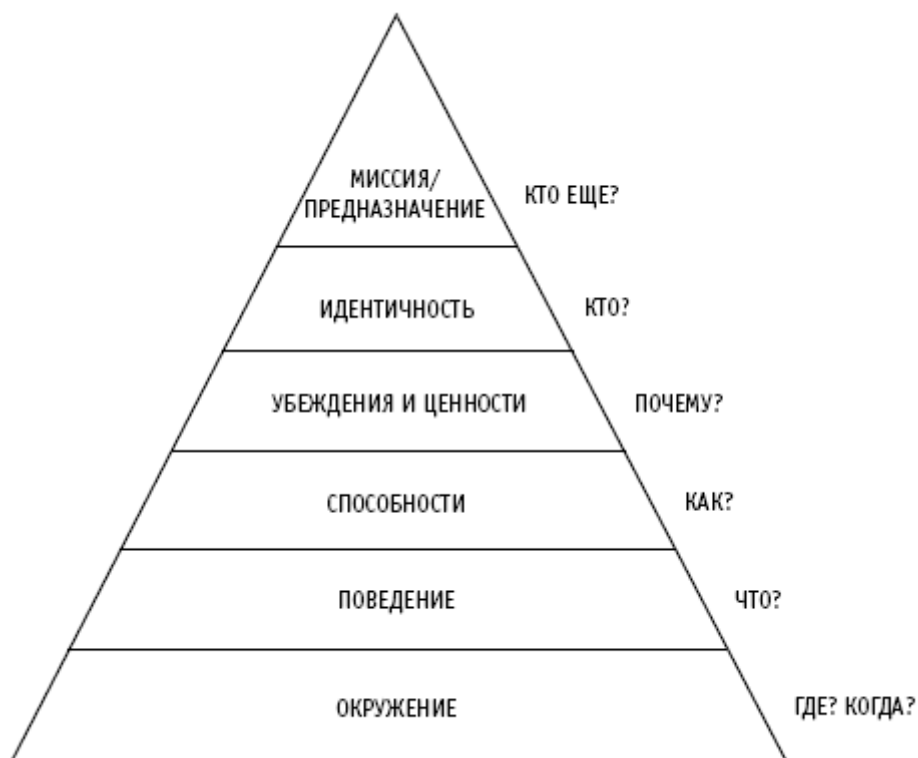 МИССИЯ/
ПРЕДНАЗНАЧЕНИЕ
КТО ЕЩЕ?
ИДЕНТИЧНОСТЬ
КТО?
УБЕЖДЕНИЯ И ЦЕННОСТИ
ПОЧЕМУ?
СПОСОБНОСТИ
КАК?
ПОВЕДЕНИЕ
ЧТО?
ОКРУЖЕНИЕ
ГДЕ? КОГДА?